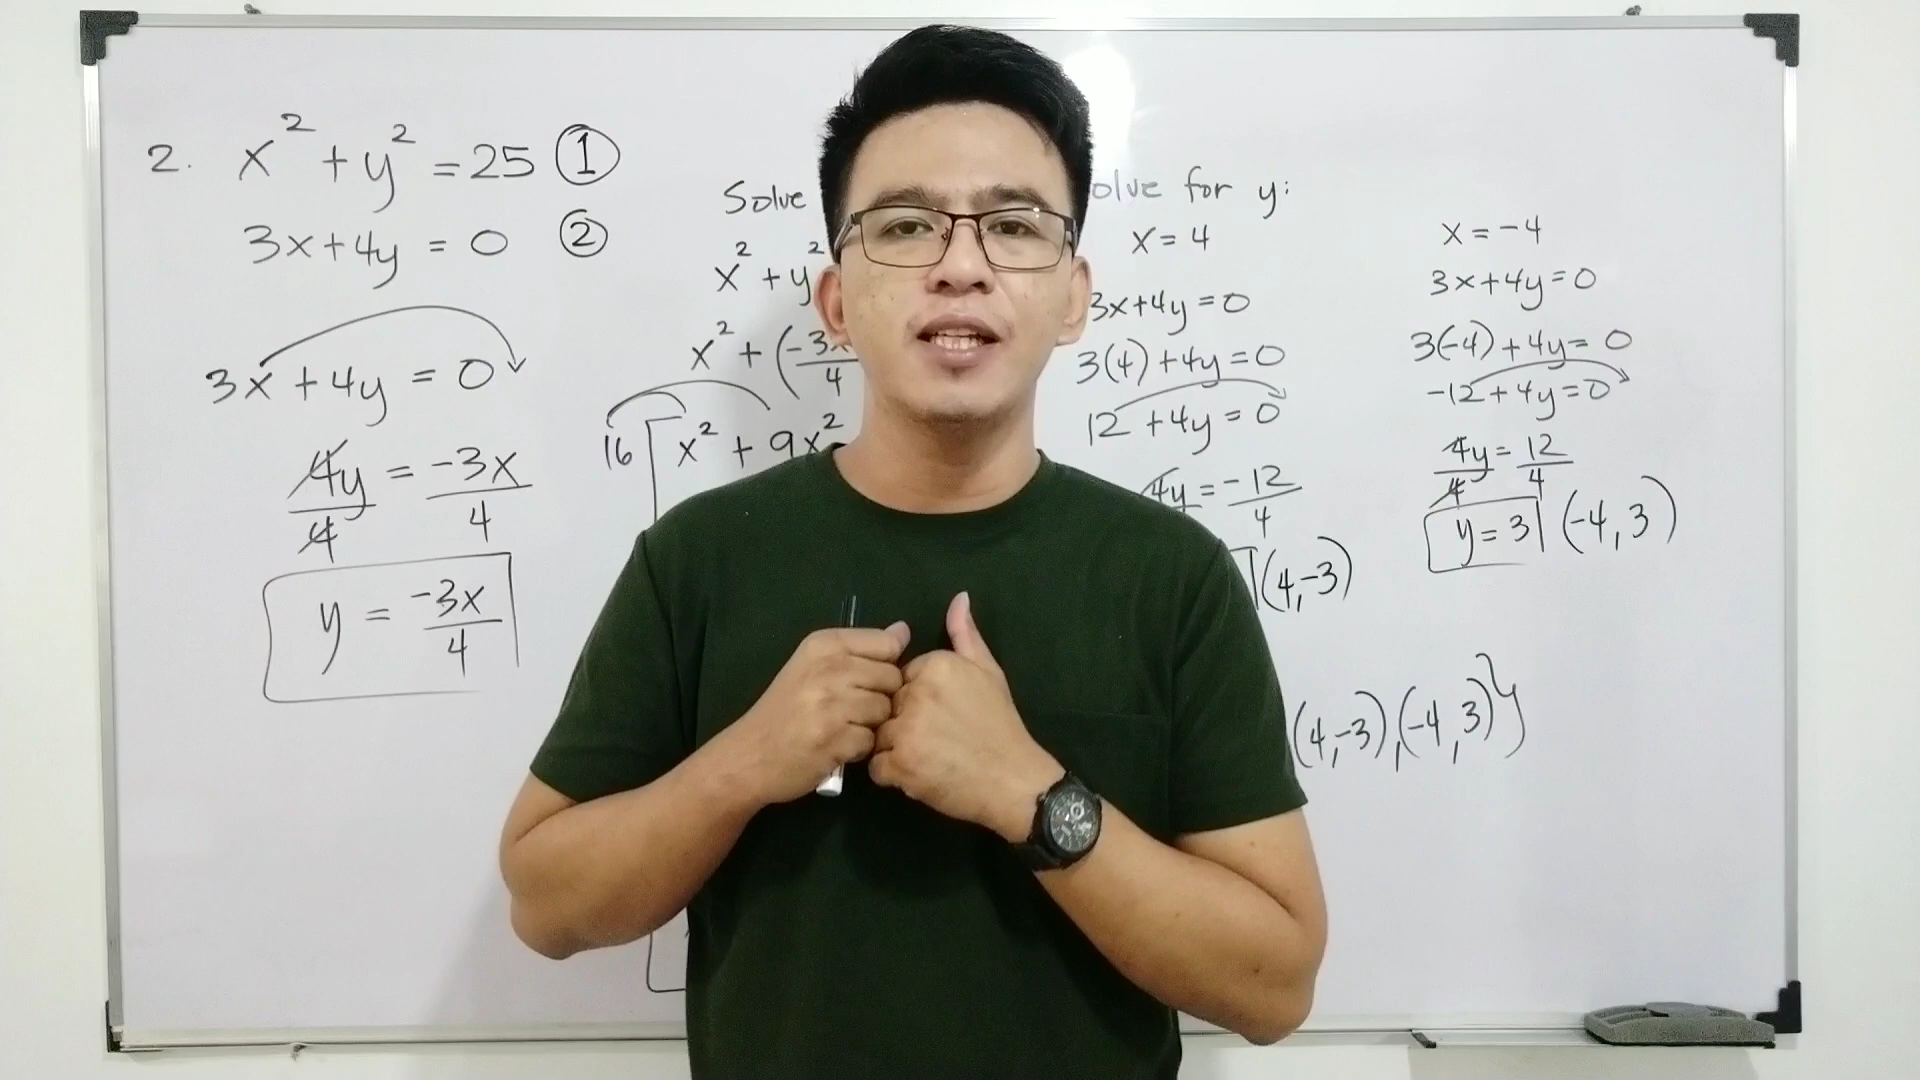 2. x² + y² = 25 ①
3x + 4y = 0 ②
3x + 4y = 0
4y/4 = -3x/4
y = -3x/4
Solve
x² + y²
x² + (-3x/4
16 [x² + 9x²
olve for y:
x = 4
3x + 4y = 0
3(4) + 4y = 0
12 + 4y = 0
4y = -12/4
(4, -3)
x = -4
3x + 4y = 0
3(-4) + 4y = 0
-12 + 4y = 0
4y/4 = 12/4
y = 3 (-4, 3)
(4, -3), (-4, 3)}